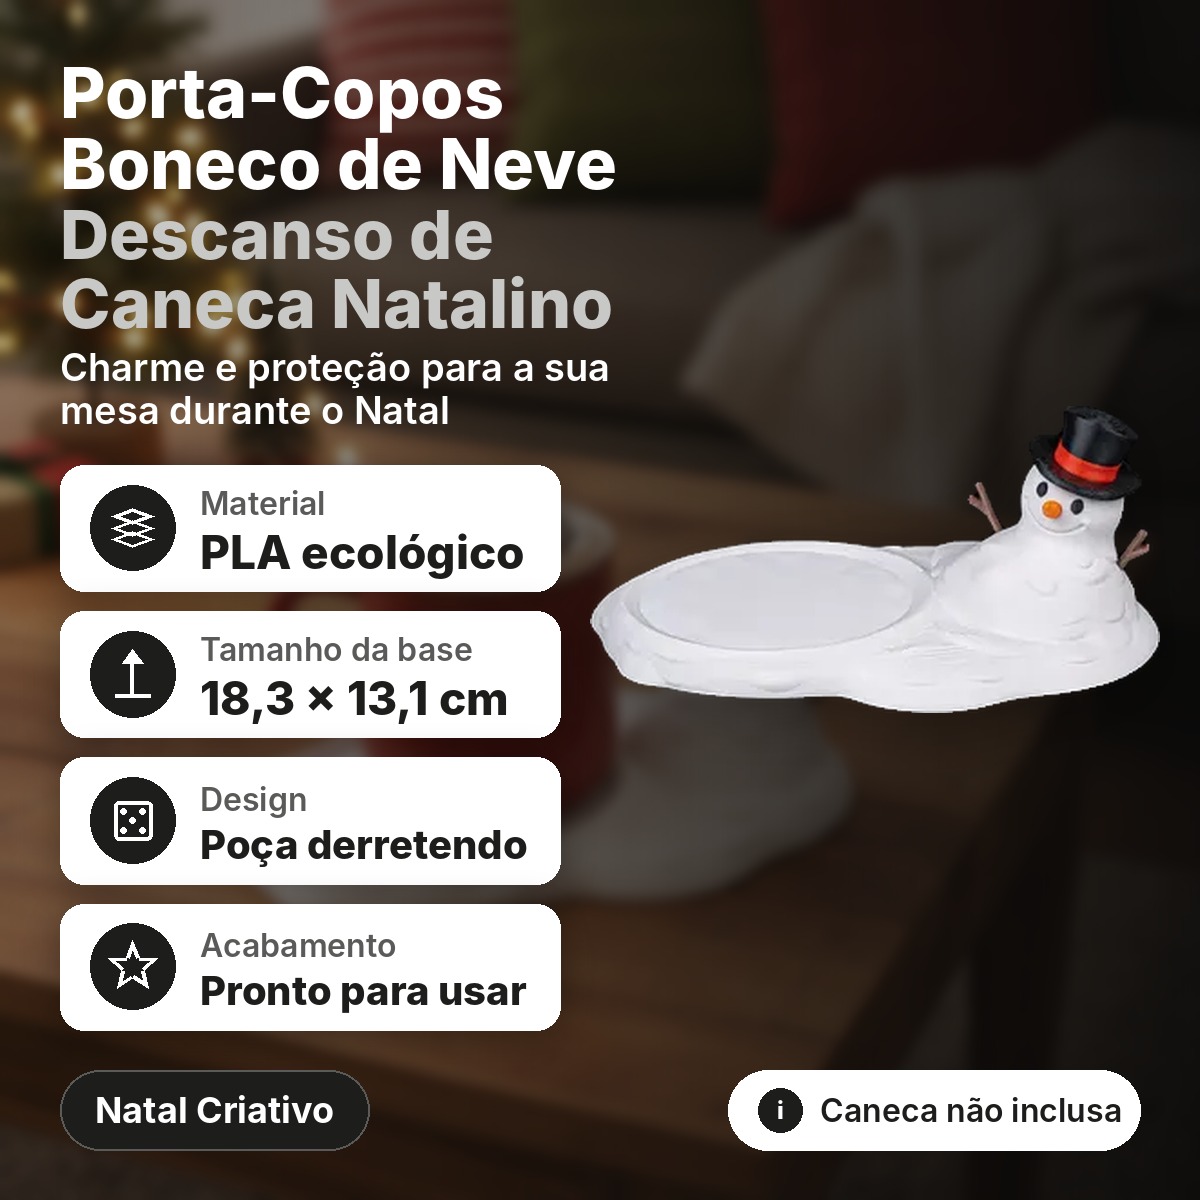 Porta-Copos
Boneco de Neve
Descanso de
Caneca Natalino
Charme e proteção para a sua
mesa durante o Natal
Material
PLA ecológico
Tamanho da base
18,3 × 13,1 cm
Design
Poça derretendo
Acabamento
Pronto para usar
Natal Criativo
i Caneca não inclusa